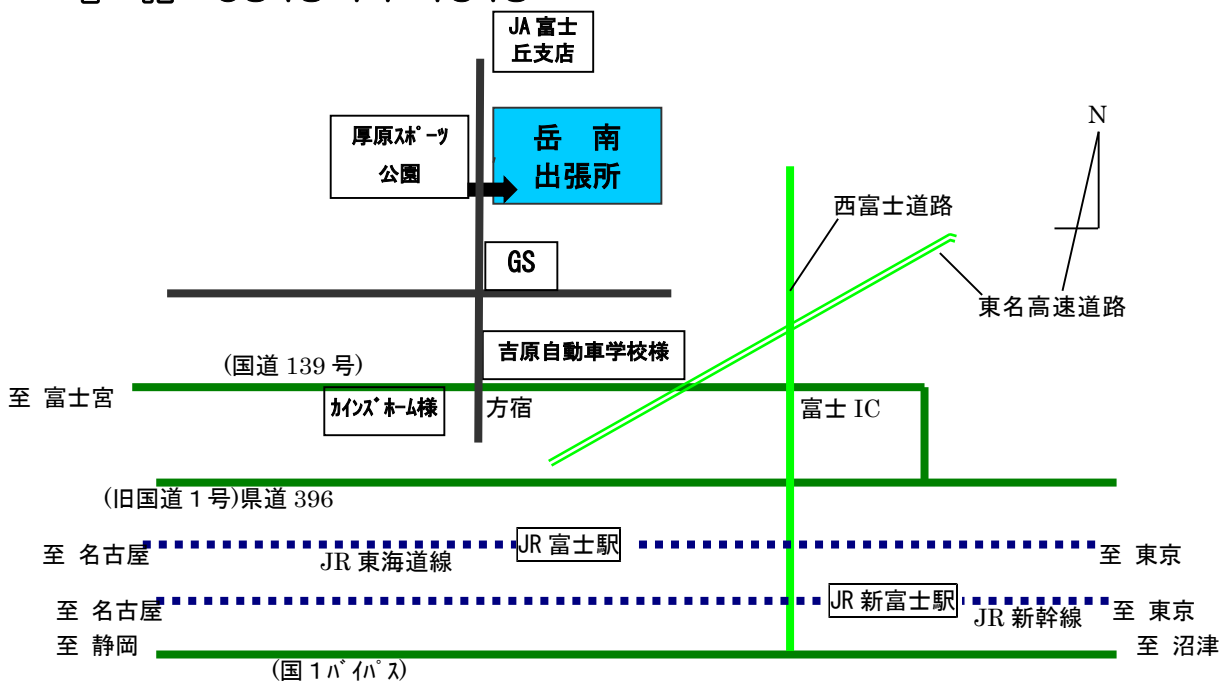 JA 富士
丘支店
厚原ｽﾎﾟｰﾂ
公園
岳　南
出張所
N
西富士道路
GS
東名高速道路
吉原自動車学校様
(国道 139 号)
至 富士宮
ｶｲﾝｽﾞﾎｰﾑ様
方宿
富士 IC
(旧国道１号)県道 396
至 名古屋
JR 東海道線
JR 富士駅
至 東京
至 名古屋
JR 新富士駅
JR 新幹線
至 東京
至 静岡
至 沼津
(国１ﾊﾞｲﾊﾟｽ)